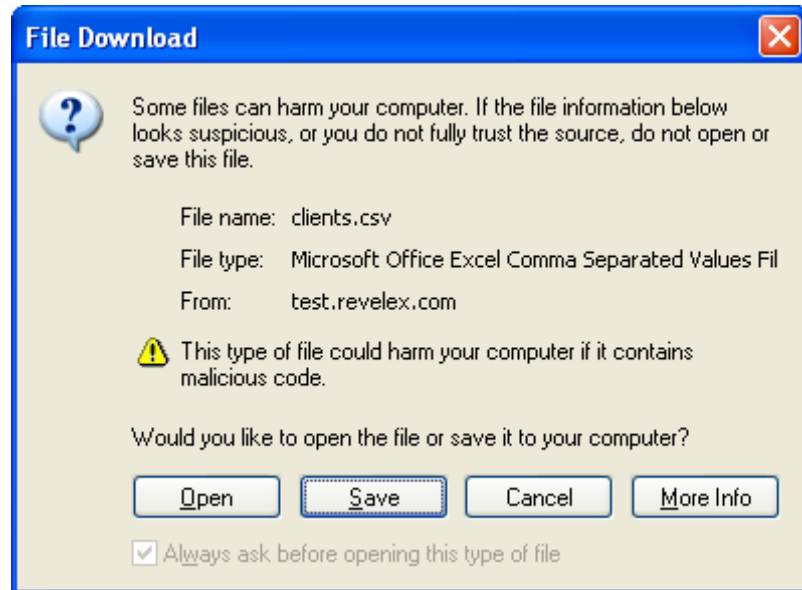 File Download
Some files can harm your computer. If the file information below
looks suspicious, or you do not fully trust the source, do not open or
save this file.
File name: clients.csv
File type: Microsoft Office Excel Comma Separated Values Fil
From: test.revelex.com
This type of file could harm your computer if it contains
malicious code.
Would you like to open the file or save it to your computer?
Open Save Cancel More Info
Always ask before opening this type of file